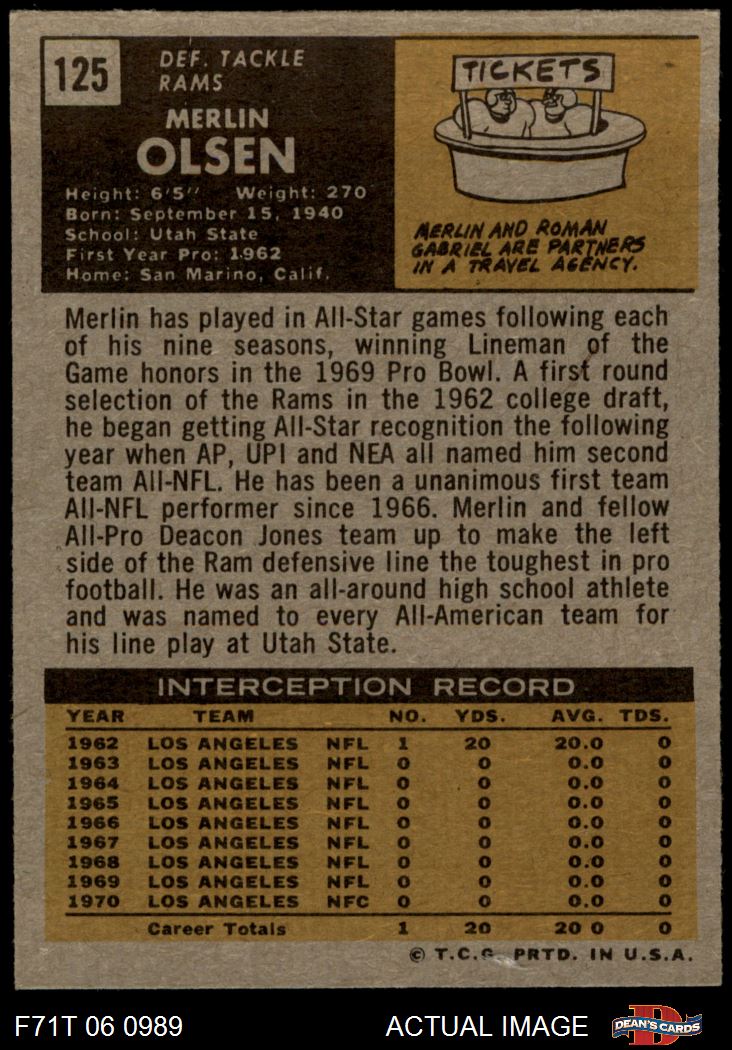 125
DEF. TACKLE
RAMS
MERLIN
OLSEN
Height: 6'5" Weight: 270
Born: September 15, 1940
School: Utah State
First Year Pro: 1962
Home: San Marino, Calif.
TICKETS
MERLIN AND ROMAN
GABRIEL ARE PARTNERS
IN A TRAVEL AGENCY.
Merlin has played in All-Star games following each
of his nine seasons, winning Lineman of the
Game honors in the 1969 Pro Bowl. A first round
selection of the Rams in the 1962 college draft,
he began getting All-Star recognition the following
year when AP, UPI and NEA all named him second
team All-NFL. He has been a unanimous first team
All-NFL performer since 1966. Merlin and fellow
All-Pro Deacon Jones team up to make the left
side of the Ram defensive line the toughest in pro
football. He was an all-around high school athlete
and was named to every All-American team for
his line play at Utah State.
INTERCEPTION RECORD
YEAR TEAM NO. YDS. AVG. TDS.
1962 LOS ANGELES NFL 1 20 20.0 0
1963 LOS ANGELES NFL 0 0 0.0 0
1964 LOS ANGELES NFL 0 0 0.0 0
1965 LOS ANGELES NFL 0 0 0.0 0
1966 LOS ANGELES NFL 0 0 0.0 0
1967 LOS ANGELES NFL 0 0 0.0 0
1968 LOS ANGELES NFL 0 0 0.0 0
1969 LOS ANGELES NFL 0 0 0.0 0
1970 LOS ANGELES NFC 0 0 0.0 0
Career Totals 1 20 20 0 0
© T.C.G. PRTD. IN U.S.A.
F71T 06 0989 ACTUAL IMAGE D DEAN'S CARDS